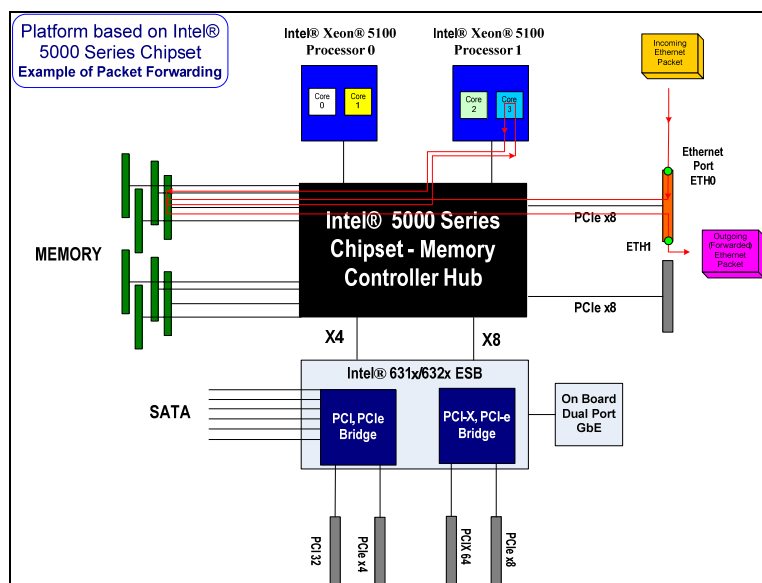 Platform based on Intel®
5000 Series Chipset
Example of Packet Forwarding
Intel® Xeon® 5100
Processor 0
Intel® Xeon® 5100
Processor 1
Incoming
Ethernet
Packet
Core
0
Core
1
Core
2
Core
3
Ethernet
Port
ETH0
PCIe x8
ETH1
Outgoing
(Forwarded)
Ethernet
Packet
MEMORY
Intel® 5000 Series
Chipset - Memory
Controller Hub
PCIe x8
X4
X8
Intel® 631x/632x ESB
SATA
PCI, PCIe
Bridge
PCI-X, PCI-e
Bridge
On Board
Dual Port
GbE
PCI 32
PCIe x4
PCIX 64
PCIe x8